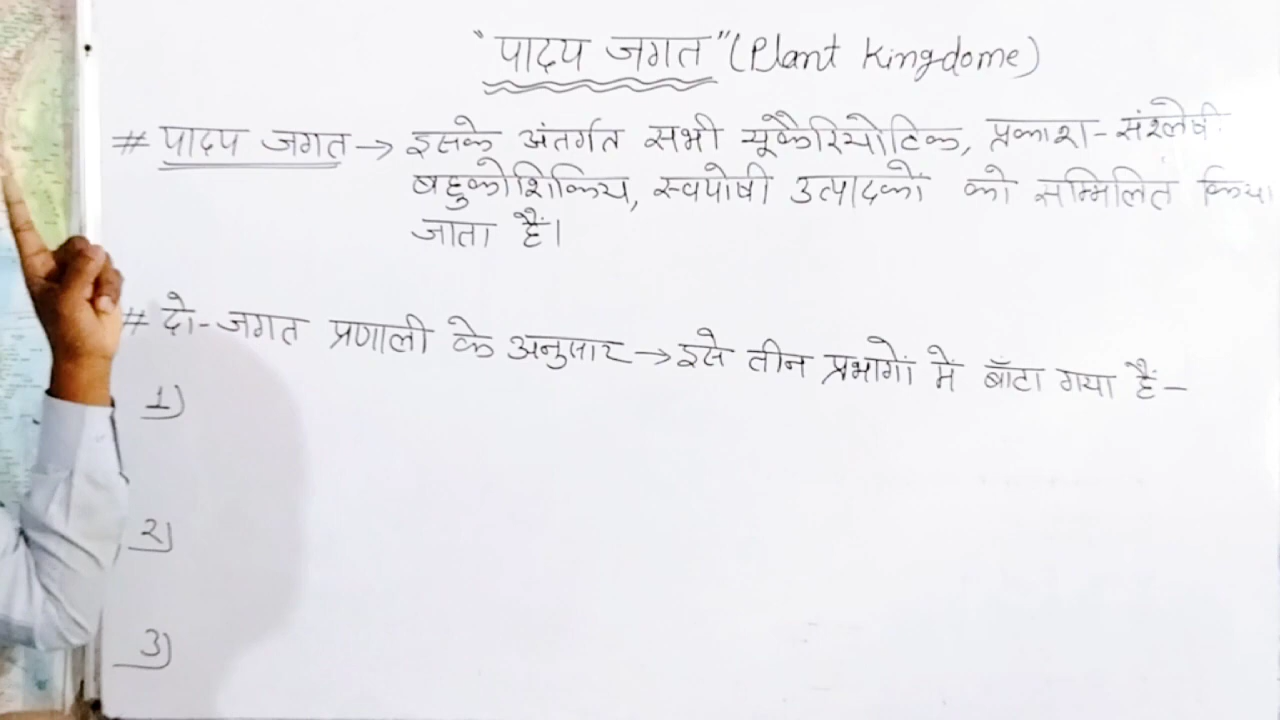 "पादप जगत" (Plant Kingdome)
# पादप जगत → इसके अंतर्गत सभी यूकैरियोटिक, प्रकाश-संश्लेषी
बहुकोशिकिय, स्वपोषी उत्पादकों को सम्मिलित किया
जाता हैं।
# दो-जगत प्रणाली के अनुसार → इसे तीन प्रभागों में बाँटा गया हैं-
1)
2)
3)